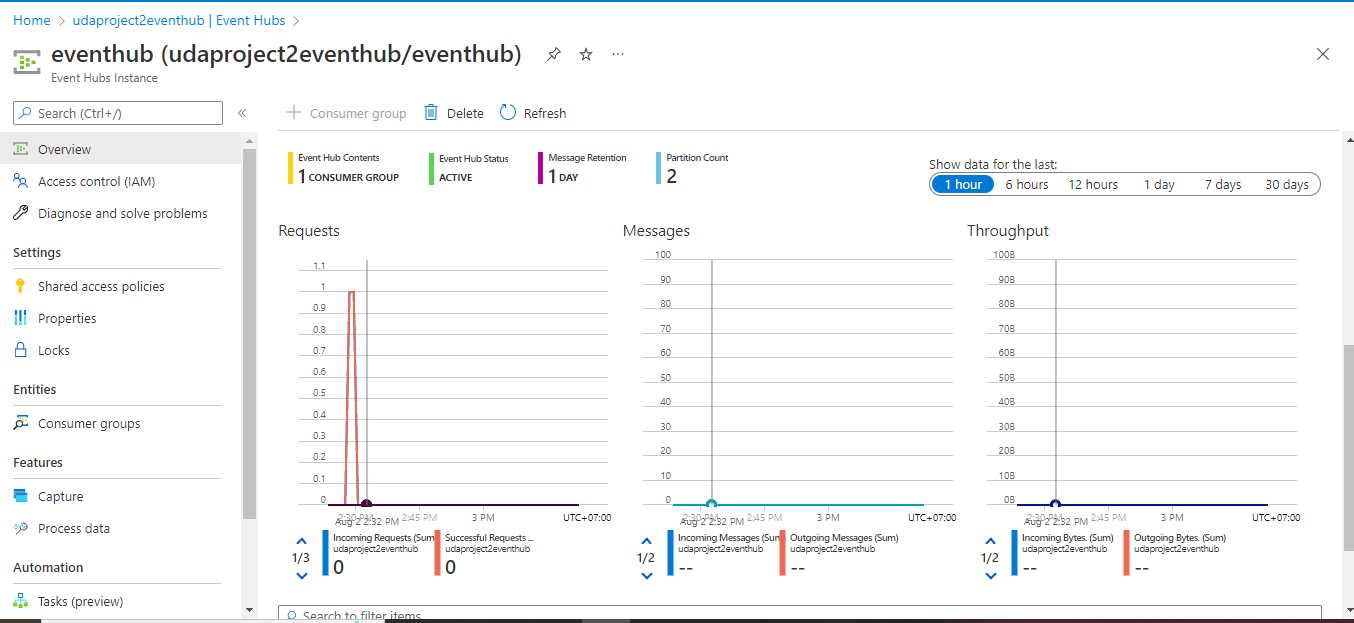 Home > udaproject2eventhub | Event Hubs >
eventhub (udaproject2eventhub/eventhub) ...
Event Hubs Instance
Search (Ctrl+/) «
Consumer group Delete Refresh
Overview
Access control (IAM)
Diagnose and solve problems
Settings
Shared access policies
Properties
Locks
Entities
Consumer groups
Features
Capture
Process data
Automation
Tasks (preview)
Event Hub Contents
1 CONSUMER GROUP
Event Hub Status
ACTIVE
Message Retention
1 DAY
Partition Count
2
Show data for the last:
1 hour 6 hours 12 hours 1 day 7 days 30 days
Requests
1.1
1
0.9
0.8
0.7
0.6
0.5
0.4
0.3
0.2
0.1
0
2:30 PM 2:45 PM 3 PM UTC+07:00
Aug 2 2:32 PM
1/3
Incoming Requests (Sum)
udaproject2eventhub
0
Successful Requests ...
udaproject2eventhub
0
Messages
100
90
80
70
60
50
40
30
20
10
0
2:30 PM 2:45 PM 3 PM UTC+07:00
Aug 2 2:32 PM
1/2
Incoming Messages (Sum)
udaproject2eventhub
--
Outgoing Messages (Sum)
udaproject2eventhub
--
Throughput
100B
90B
80B
70B
60B
50B
40B
30B
20B
10B
0B
2:30 PM 2:45 PM 3 PM UTC+07:00
Aug 2 2:32 PM
1/2
Incoming Bytes. (Sum)
udaproject2eventhub
--
Outgoing Bytes. (Sum)
udaproject2eventhub
--
Search to filter items...